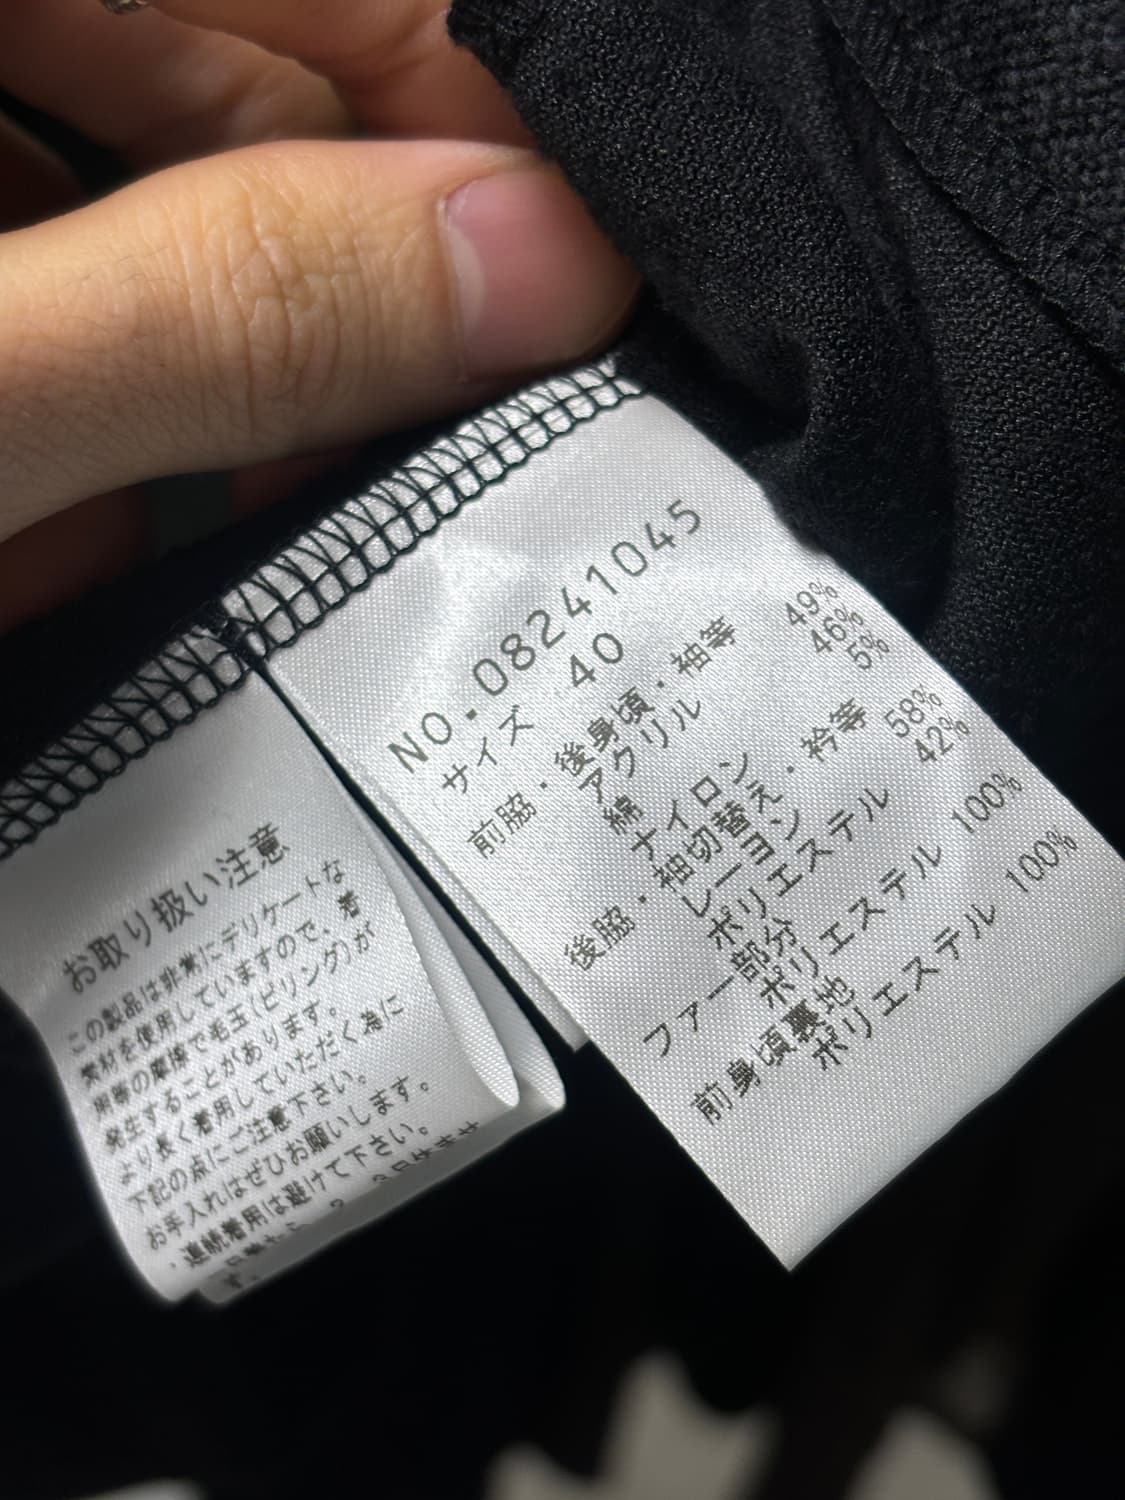 NO.08241045
サイズ 40
前脇・後身頃・袖等
アクリル 49%
綿 46%
ナイロン 5%
後脇・袖切替え・衿等
レーヨン 58%
ポリエステル 42%
ファー部分
ポリエステル 100%
前身頃裏地
ポリエステル 100%
お取り扱い注意
この製品は非常にデリケートな
素材を使用していますので、着
用等の摩擦で毛玉(ピリング)が
発生することがあります。
より長く着用していただく為に
下記の点にご注意下さい。
お手入れはぜひお願いします。
・連続着用は避けて下さい。
す。